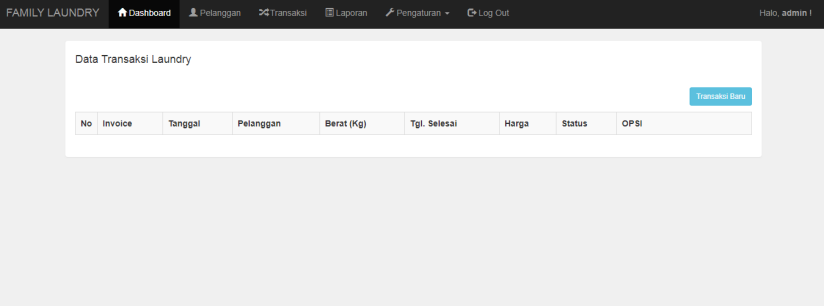 FAMILY LAUNDRY Dashboard Pelanggan Transaksi Laporan Pengaturan Log Out Halo, admin !
Data Transaksi Laundry
Transaksi Baru
No Invoice Tanggal Pelanggan Berat (Kg) Tgl. Selesai Harga Status OPSI